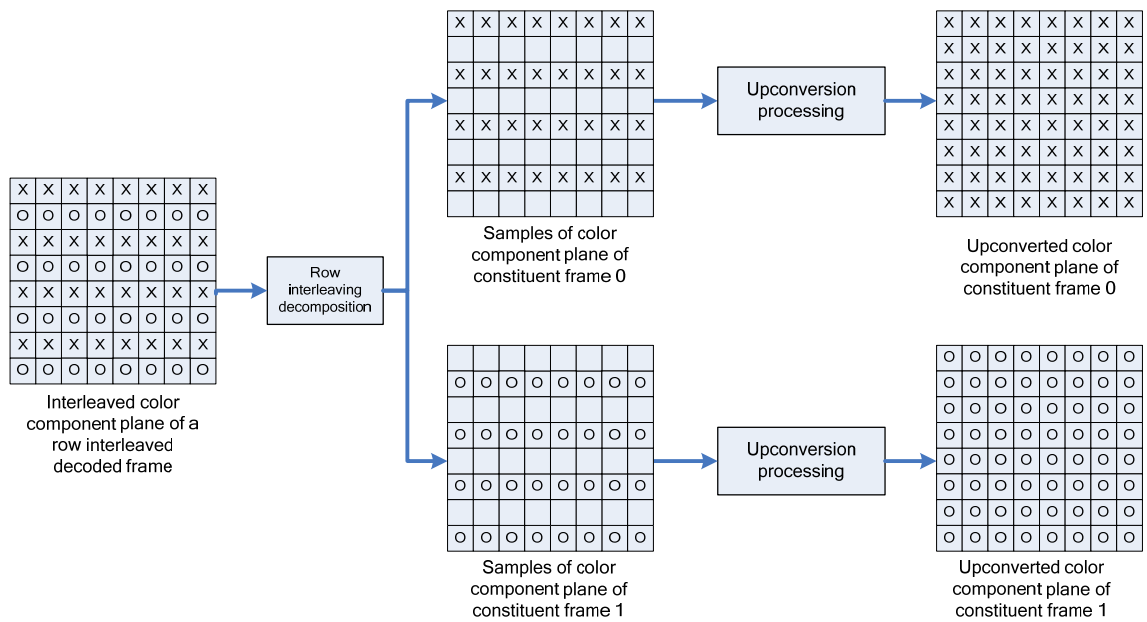 X X X X X X X X
X X X X X X X X
X X X X X X X X
X X X X X X X X
Samples of color
component plane of
constituent frame 0
Upconversion
processing
X X X X X X X X
X X X X X X X X
X X X X X X X X
X X X X X X X X
X X X X X X X X
X X X X X X X X
X X X X X X X X
X X X X X X X X
Upconverted color
component plane of
constituent frame 0
X X X X X X X X
O O O O O O O O
X X X X X X X X
O O O O O O O O
X X X X X X X X
O O O O O O O O
X X X X X X X X
O O O O O O O O
Interleaved color
component plane of a
row interleaved
decoded frame
Row
interleaving
decomposition
O O O O O O O O
O O O O O O O O
O O O O O O O O
O O O O O O O O
Samples of color
component plane of
constituent frame 1
Upconversion
processing
O O O O O O O O
O O O O O O O O
O O O O O O O O
O O O O O O O O
O O O O O O O O
O O O O O O O O
O O O O O O O O
O O O O O O O O
Upconverted color
component plane of
constituent frame 1